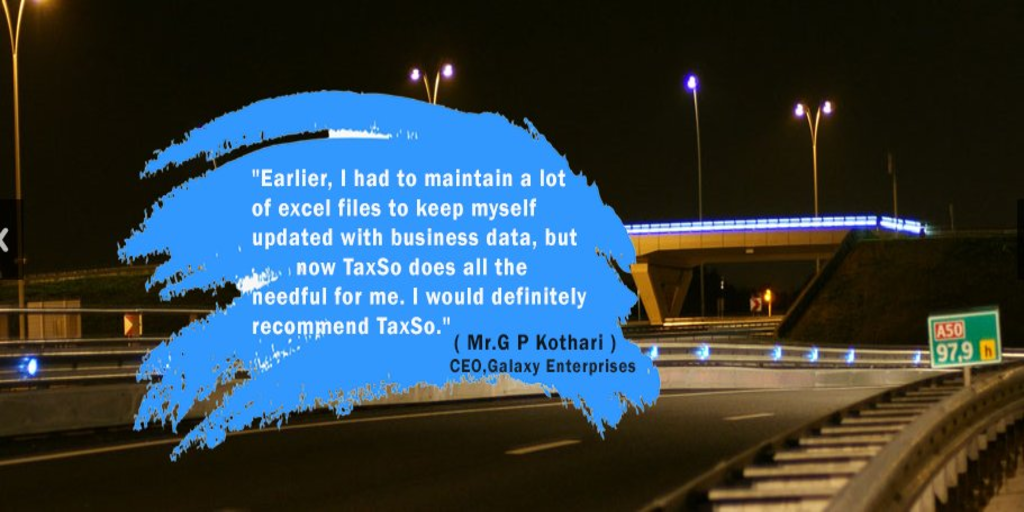 "Earlier, I had to maintain a lot
of excel files to keep myself
updated with business data, but
now TaxSo does all the
needful for me. I would definitely
recommend TaxSo."
( Mr.G P Kothari )
CEO.Galaxy Enterprises
A50
97,9 h